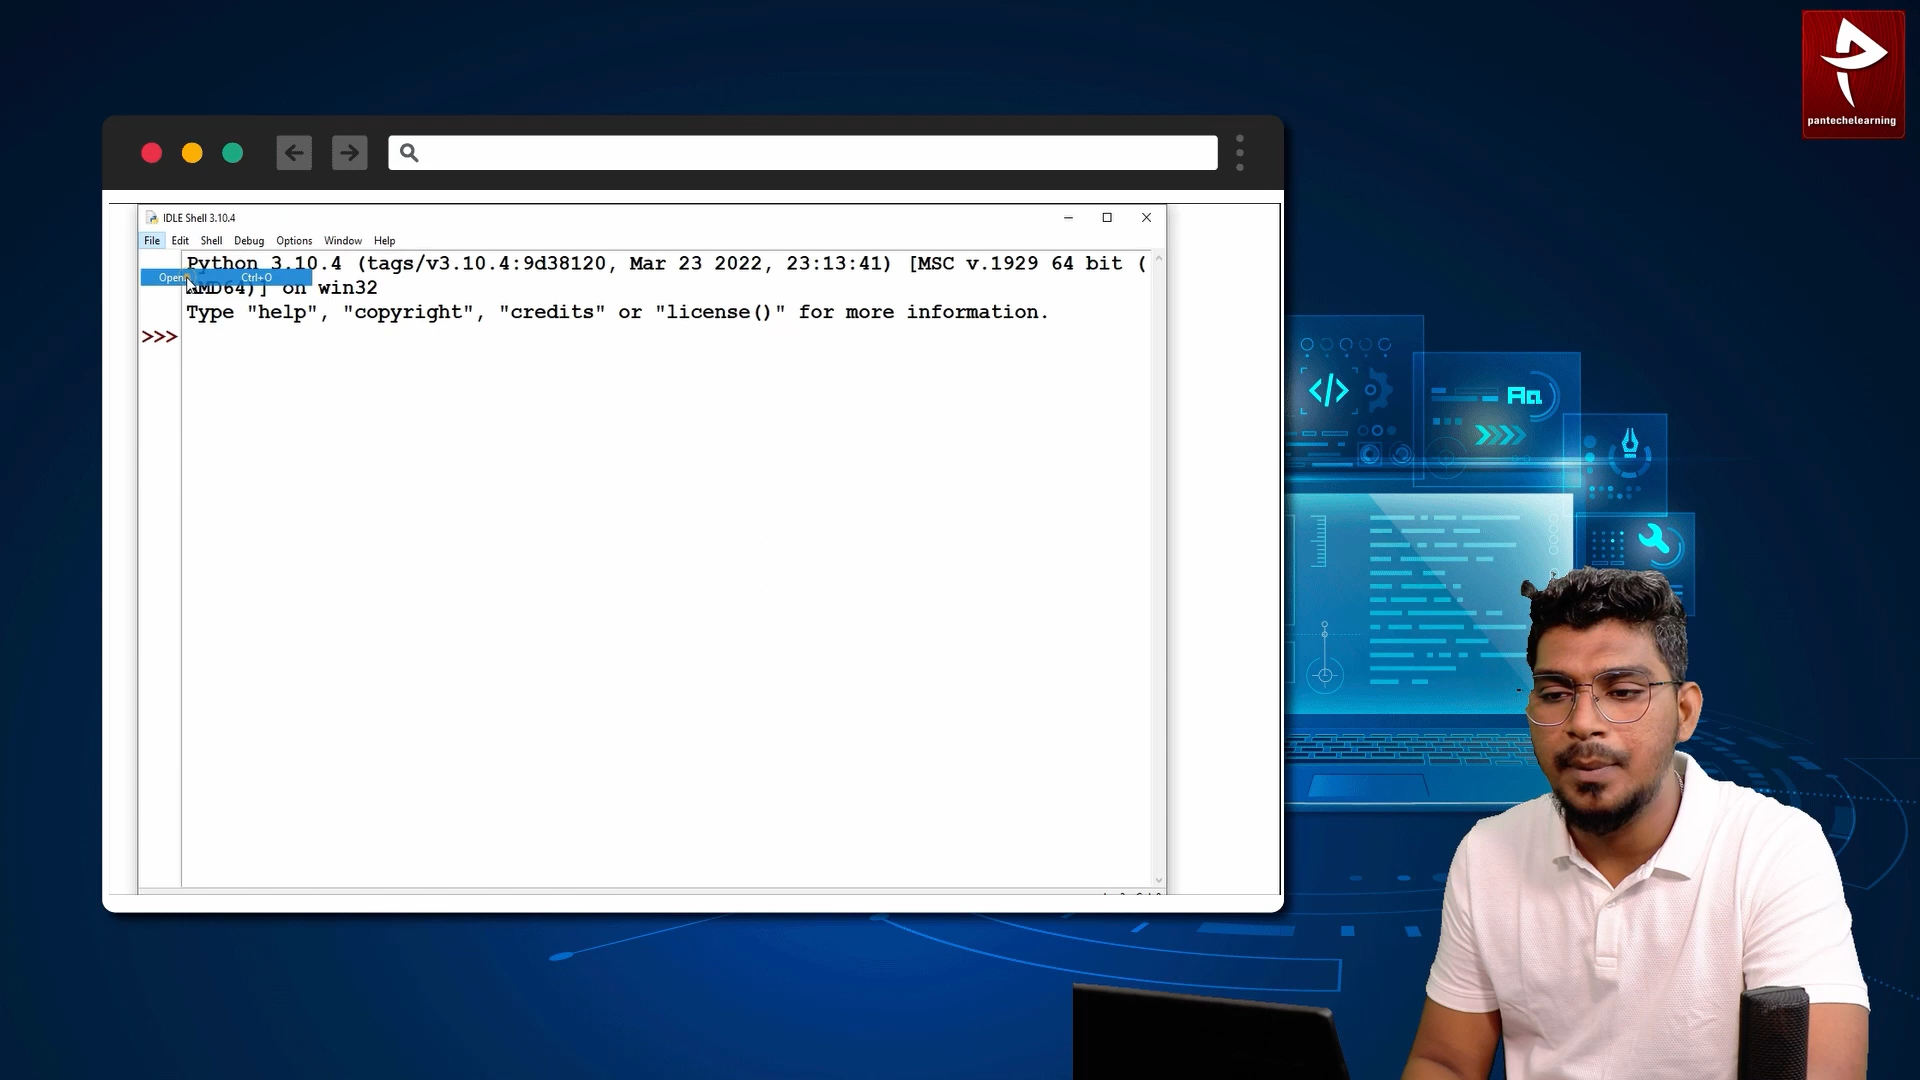 pantechelearning
IDLE Shell 3.10.4
File Edit Shell Debug Options Window Help
Python 3.10.4 (tags/v3.10.4:9d38120, Mar 23 2022, 23:13:41) [MSC v.1929 64 bit (
Open Ctrl+O
AMD64)] on win32
Type "help", "copyright", "credits" or "license()" for more information.
>>>
</>
Aa